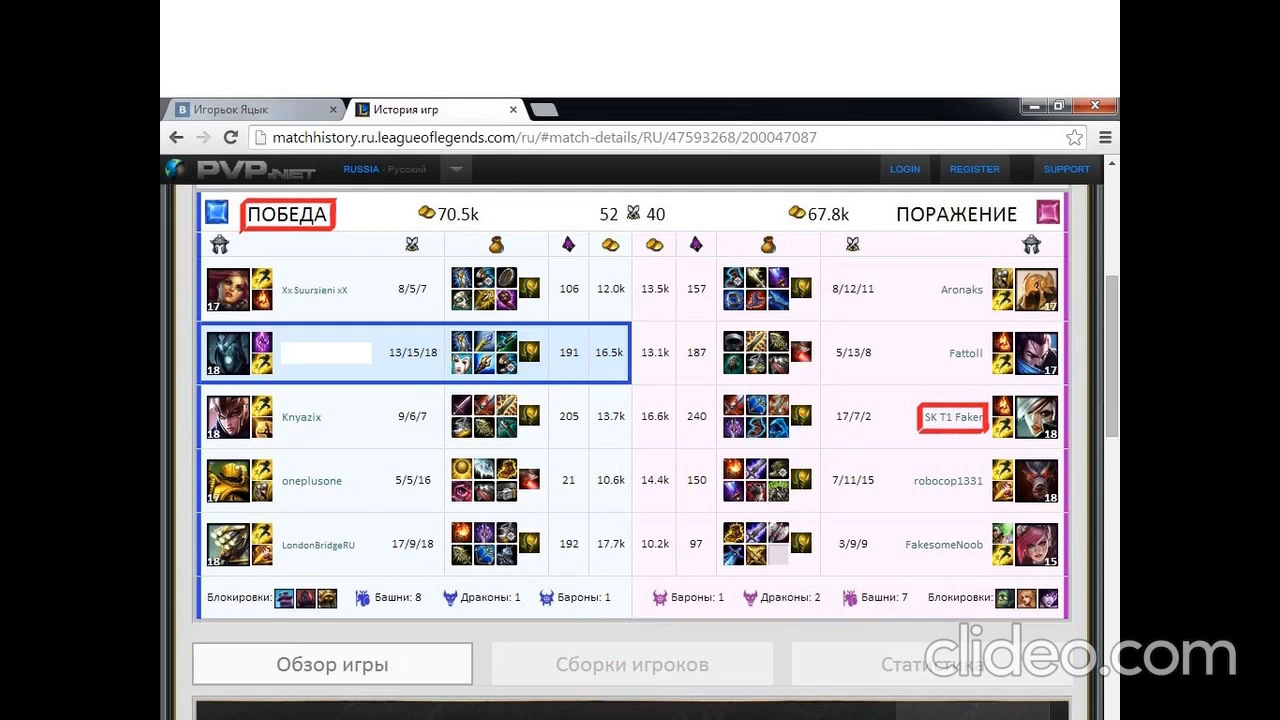 Игорьок Яцык
История игр
matchhistory.ru.leagueoflegends.com/ru/#match-details/RU/47593268/200047087
PVP.NET RUSSIA - Русский LOGIN REGISTER SUPPORT
ПОБЕДА 70.5k 52 40 67.8k ПОРАЖЕНИЕ
17 Xx Suursieni xX 8/5/7 106 12.0k 13.5k 157 8/12/11 Aronaks 17
18 13/15/18 191 16.5k 13.1k 187 5/13/8 Fattoll 17
18 Knyazix 9/6/7 205 13.7k 16.6k 240 17/7/2 SK T1 Faker 18
17 oneplusone 5/5/16 21 10.6k 14.4k 150 7/11/15 robocop1331 18
18 LondonBridgeRU 17/9/18 192 17.7k 10.2k 97 3/9/9 FakesomeNoob 15
Блокировки: Башни: 8 Драконы: 1 Бароны: 1 Бароны: 1 Драконы: 2 Башни: 7 Блокировки:
Обзор игры Сборки игроков Статистика
clideo.com